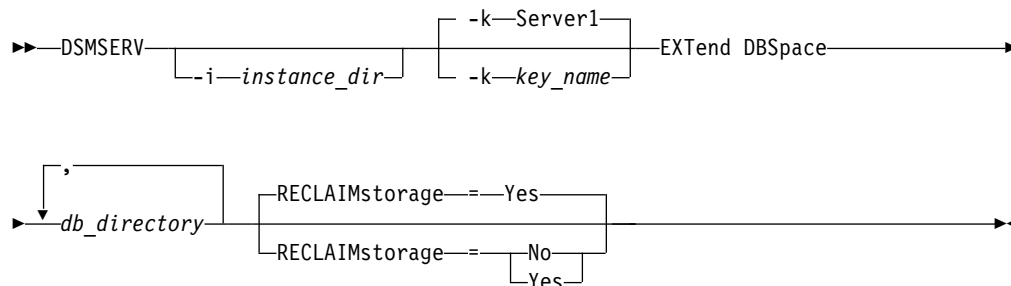 -k Server1
DSMSERV EXTend DBSpace
-i instance_dir -k key_name
,
RECLAIMstorage = Yes
db_directory
RECLAIMstorage = No
Yes